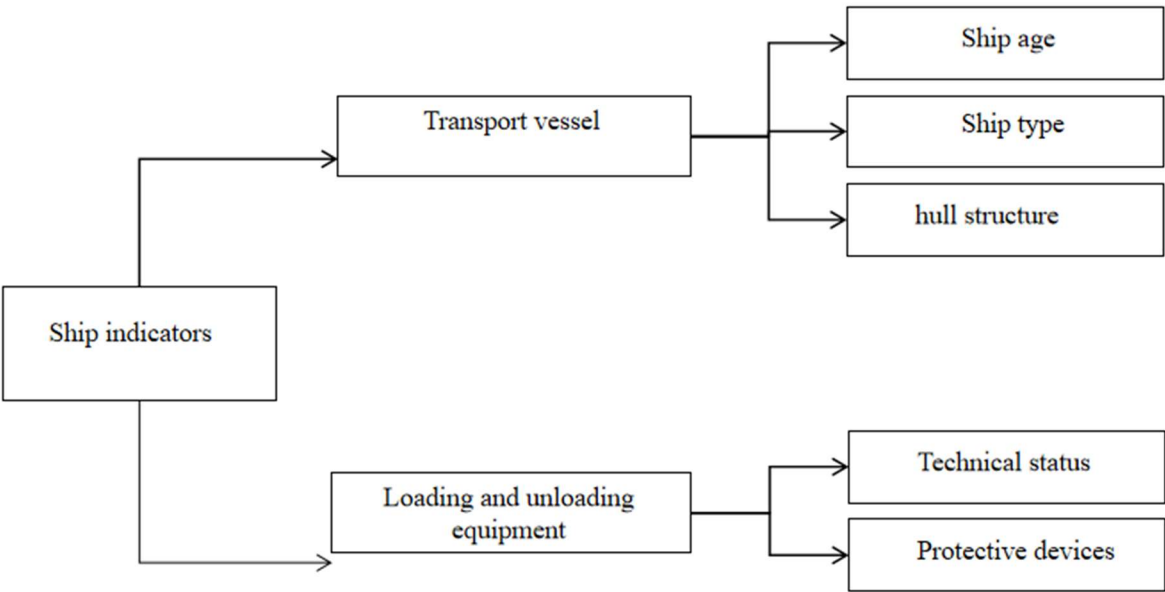 Ship age
Transport vessel
Ship type
hull structure
Ship indicators
Technical status
Loading and unloading
equipment
Protective devices